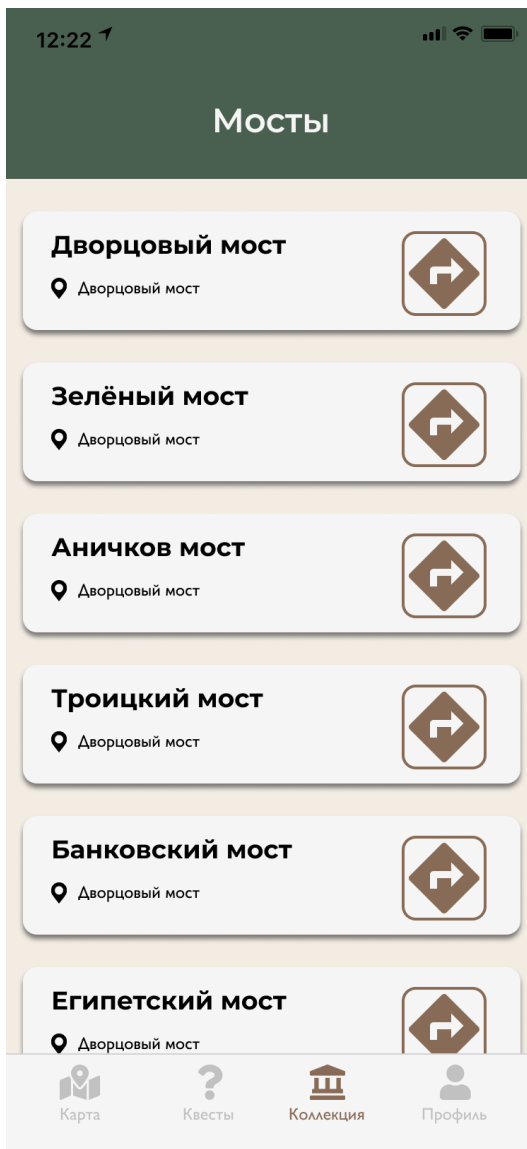 12:22
Мосты
Дворцовый мост
Дворцовый мост
Зелёный мост
Дворцовый мост
Аничков мост
Дворцовый мост
Троицкий мост
Дворцовый мост
Банковский мост
Дворцовый мост
Египетский мост
Дворцовый мост
Карта Квесты Коллекция Профиль